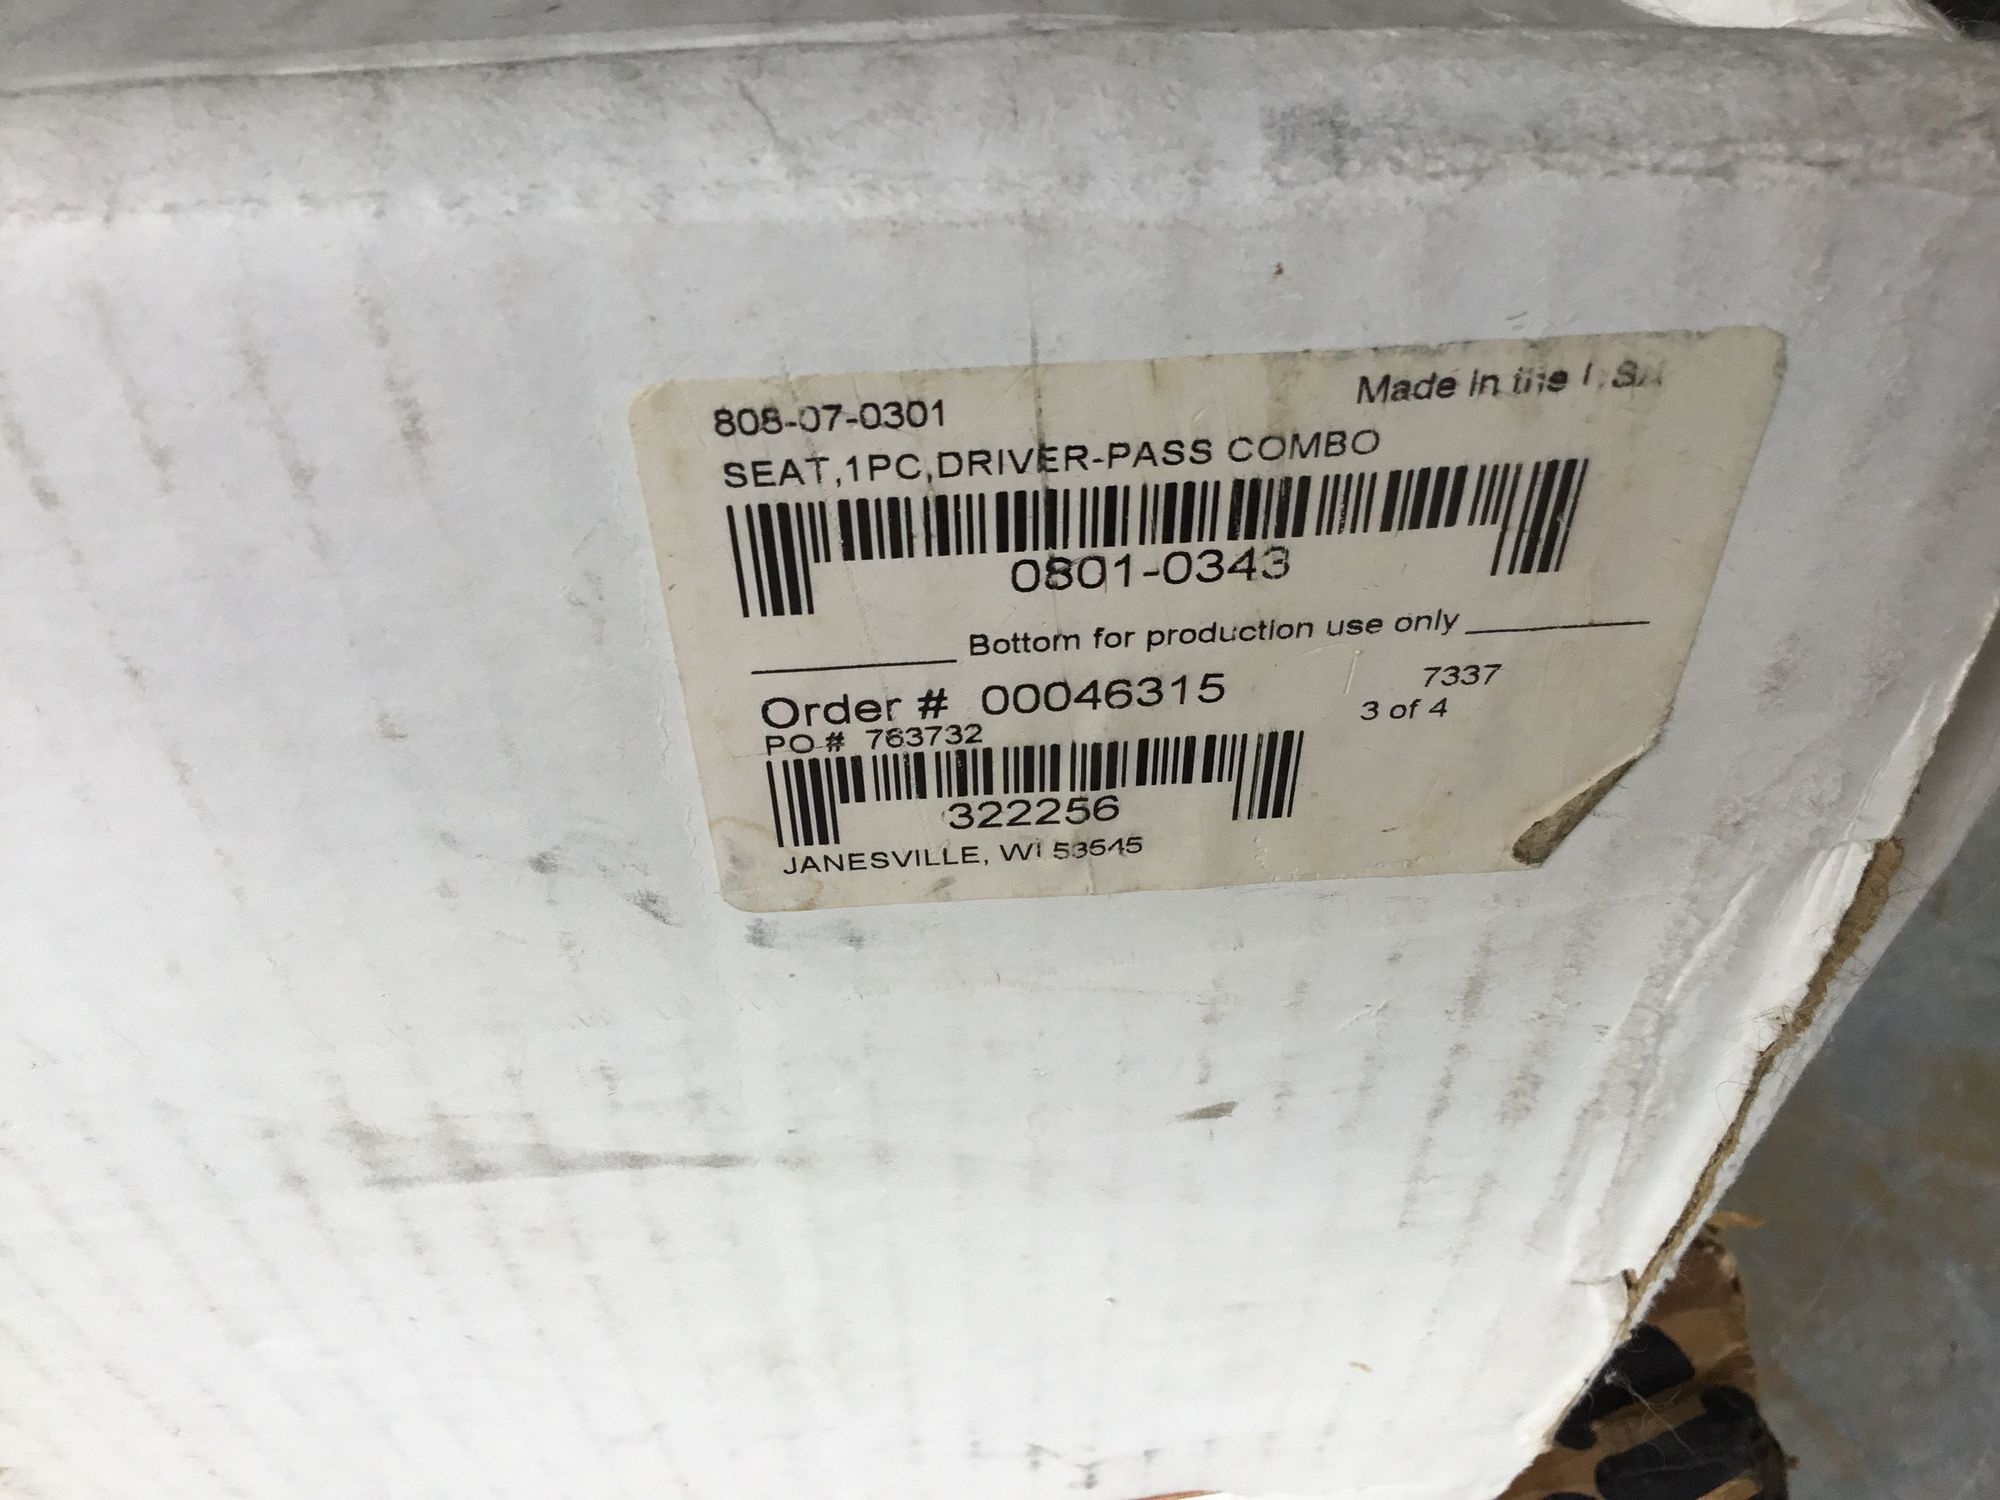 808-07-0301
Made in the
SEAT,1PC,DRIVER-PASS COMBO
0801-0343
Bottom for production use only
Order # 00046315
7337
3 of 4
PO # 763732
322256
JANESVILLE, WI 53545